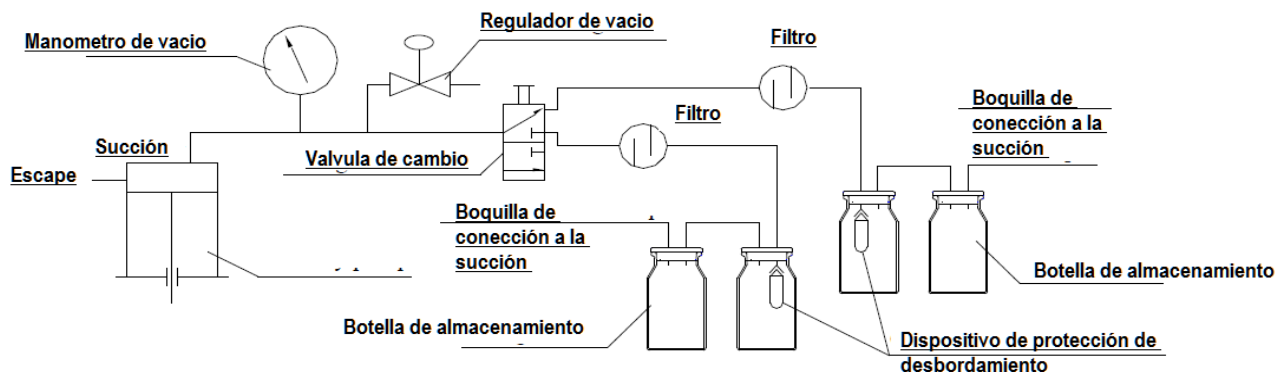 Manometro de vacio
Regulador de vacio
Filtro
Boquilla de
conección a la
succión
Filtro
Succión
Valvula de cambio
Escape
Boquilla de
conección a la
succión
Botella de almacenamiento
Botella de almacenamiento
Dispositivo de protección de
desbordamiento